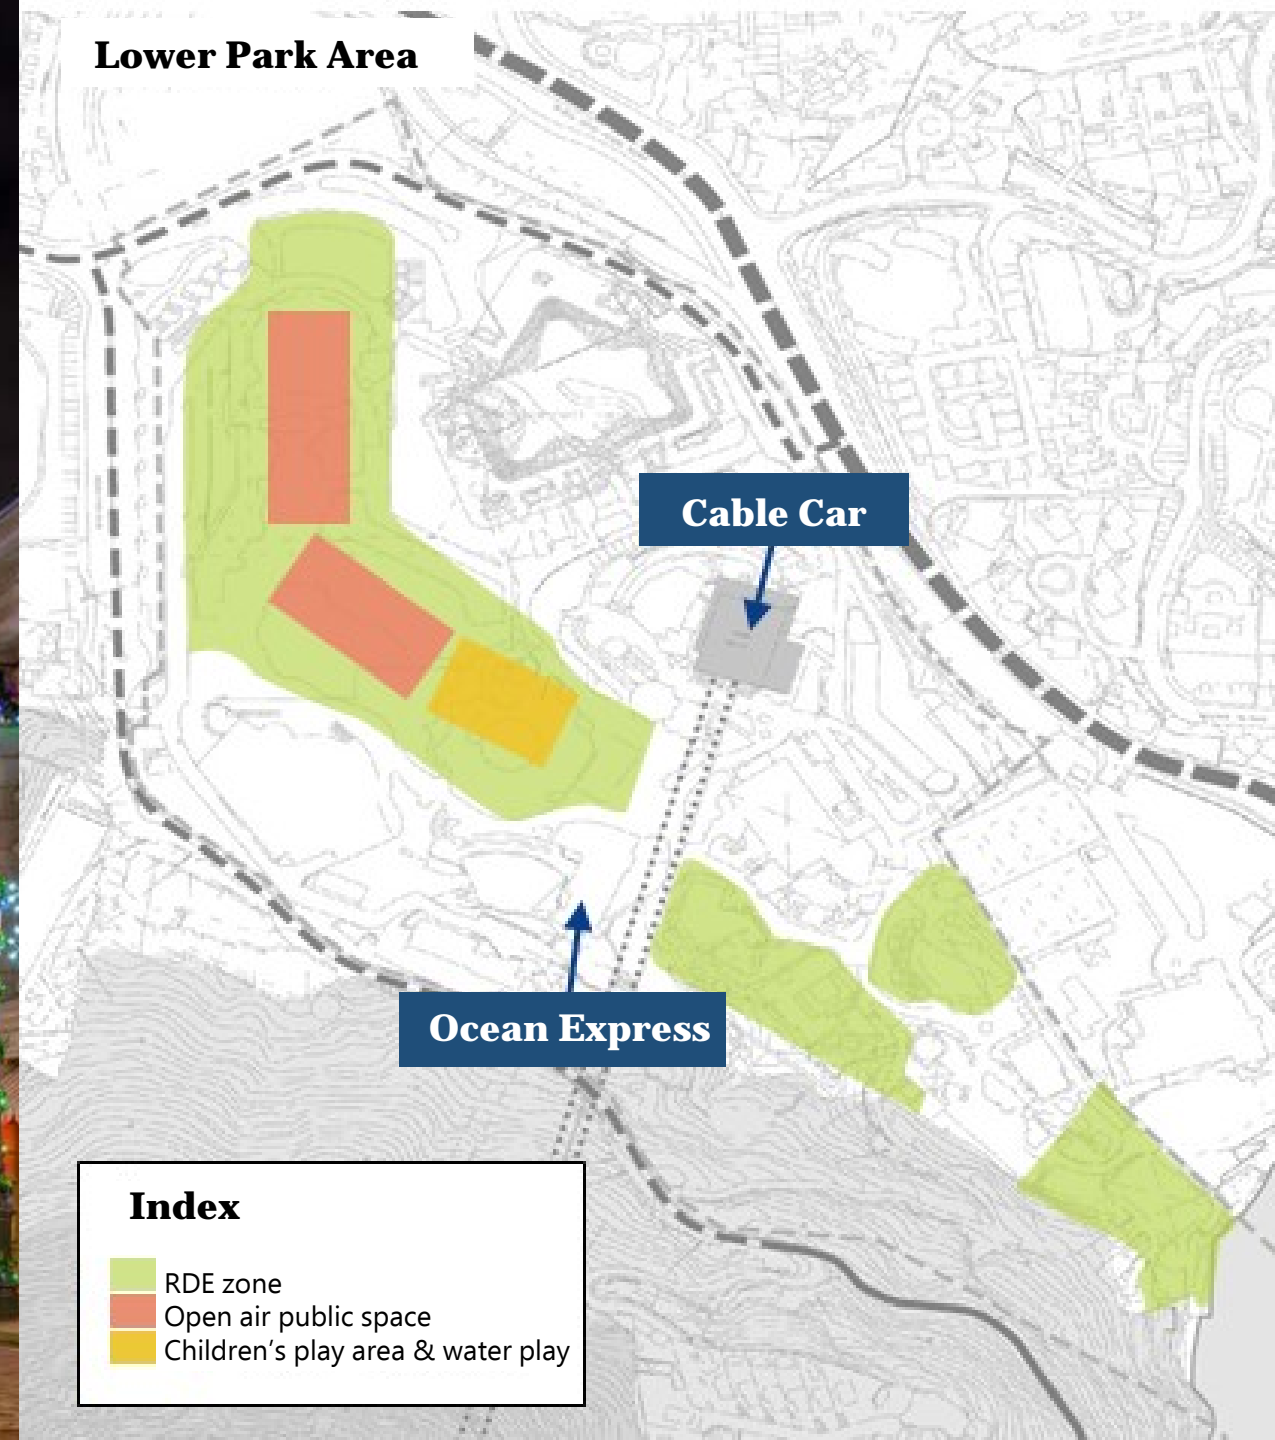 Lower Park Area
Cable Car
Ocean Express
Index
RDE zone
Open air public space
Children’s play area & water play